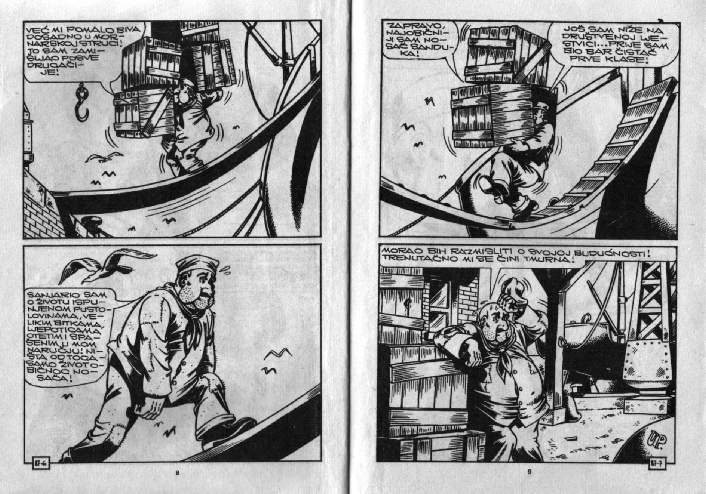 VEĆ MI POMALO BIVA
DOSADNO U MOR-
NARSKOJ STRUCI!
TO SAM ZAMI-
ŠLJAO POSVE
DRUGAČI-
JE!
SANJARIO SAM
O ŽIVOTU ISPU-
NJENOM PUSTO-
LOVINAMA, VE-
LIKIM BITKAMA,
LJEPOTICAMA
OTETIM I SPA-
ŠENIM U MOM
NARUČJU! NI-
ŠTA OD TOGA,
SAMO ŽIVOT O-
BIČNOG NO-
SAČA!
8
ZAPRAVO,
NAJOBIČNI-
JI SAM NO-
SAČ SANDU-
KA!
JOŠ SAM NIŽE NA
DRUŠTVENOJ LJE-
STVICI...PRIJE SAM
BIO BAR ČISTAČ
PRVE KLASE!
MORAO BIH RAZMISLITI O SVOJOJ BUDUĆNOSTI!
TRENUTAČNO MI SE ČINI TMURNA!
9